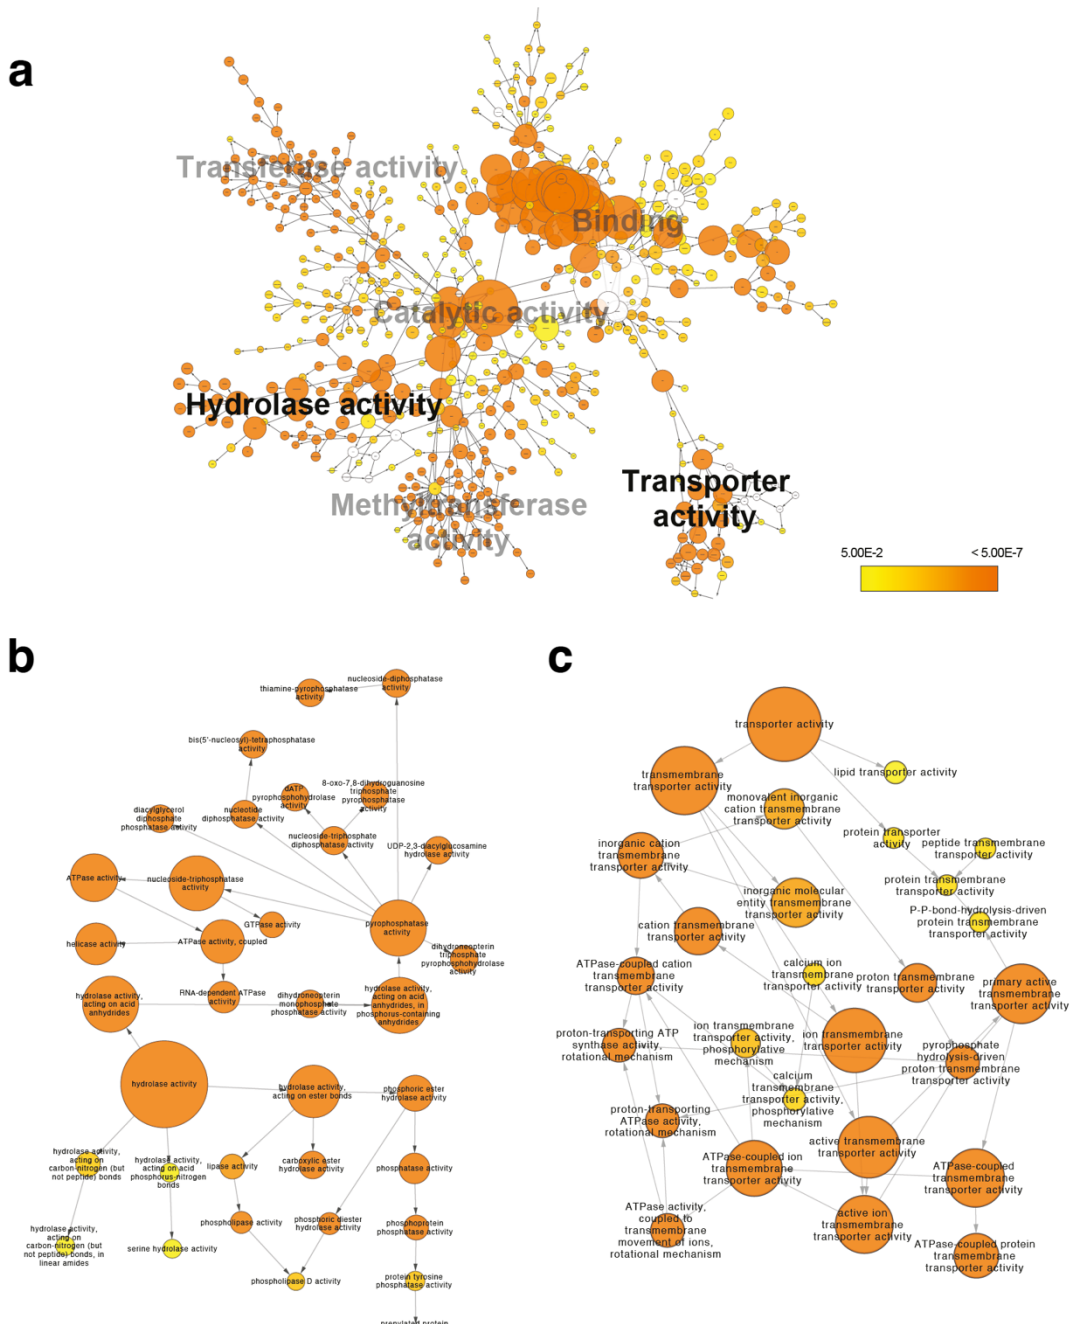 a
Transferase activity
Binding
Catalytic activity
Hydrolase activity
Transporter
activity
Methyltransferase
activity
5.00E-2
< 5.00E-7
b
nucleoside-diphosphatase
activity
thiamine-pyrophosphatase
activity
bis(5'-nucleosyl)-tetraphosphatase
activity
8-oxo-7,8-dihydroguanosine
triphosphate
pyrophosphatase
activity
dATP
pyrophosphohydrolase
activity
diacylglycerol
diphosphate
phosphatase activity
nucleotide
diphosphatase activity
nucleoside-triphosphate
diphosphatase activity
UDP-2,3-diacylglucosamine
hydrolase activity
ATPase activity
nucleoside-triphosphatase
activity
GTPase activity
pyrophosphatase
activity
helicase activity
ATPase activity, coupled
dihydroneopterin
triphosphate
pyrophosphohydrolase
activity
hydrolase activity,
acting on acid
anhydrides
RNA-dependent ATPase
activity
dihydroneopterin
monophosphate
phosphatase activity
hydrolase activity,
acting on acid
anhydrides, in
phosphorus-containing
anhydrides
hydrolase activity
hydrolase activity,
acting on ester bonds
phosphoric ester
hydrolase activity
hydrolase activity,
acting on
carbon-nitrogen (but
not peptide) bonds
hydrolase activity,
acting on acid
phosphorus-nitrogen
bonds
lipase activity
carboxylic ester
hydrolase activity
phosphatase activity
hydrolase activity,
acting on
carbon-nitrogen (but
not peptide) bonds, in
linear amides
serine hydrolase activity
phospholipase activity
phosphoric diester
hydrolase activity
phosphoprotein
phosphatase activity
phospholipase D activity
protein tyrosine
phosphatase activity
prenylated protein
c
transporter activity
lipid transporter activity
transmembrane
transporter activity
monovalent inorganic
cation transmembrane
transporter activity
protein transporter
activity
peptide transmembrane
transporter activity
inorganic cation
transmembrane
transporter activity
protein transmembrane
transporter activity
inorganic molecular
entity transmembrane
transporter activity
P-P-bond-hydrolysis-driven
protein transmembrane
transporter activity
cation transmembrane
transporter activity
ATPase-coupled cation
transmembrane
transporter activity
calcium ion
transmembrane
transporter activity
proton transmembrane
transporter activity
primary active
transmembrane
transporter activity
proton-transporting ATP
synthase activity,
rotational mechanism
ion transmembrane
transporter activity,
phosphorylative
mechanism
ion transmembrane
transporter activity
pyrophosphate
hydrolysis-driven
proton transmembrane
transporter activity
calcium
transmembrane
transporter activity,
phosphorylative
mechanism
proton-transporting
ATPase activity,
rotational mechanism
active transmembrane
transporter activity
ATPase-coupled ion
transmembrane
transporter activity
ATPase-coupled
transmembrane
transporter activity
ATPase activity,
coupled to
transmembrane
movement of ions,
rotational mechanism
active ion
transmembrane
transporter activity
ATPase-coupled protein
transmembrane
transporter activity